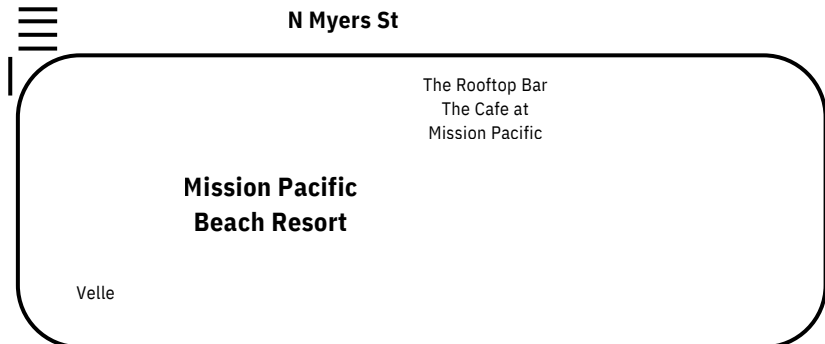 N Myers St
The Rooftop Bar
The Cafe at
Mission Pacific
Mission Pacific
Beach Resort
Velle